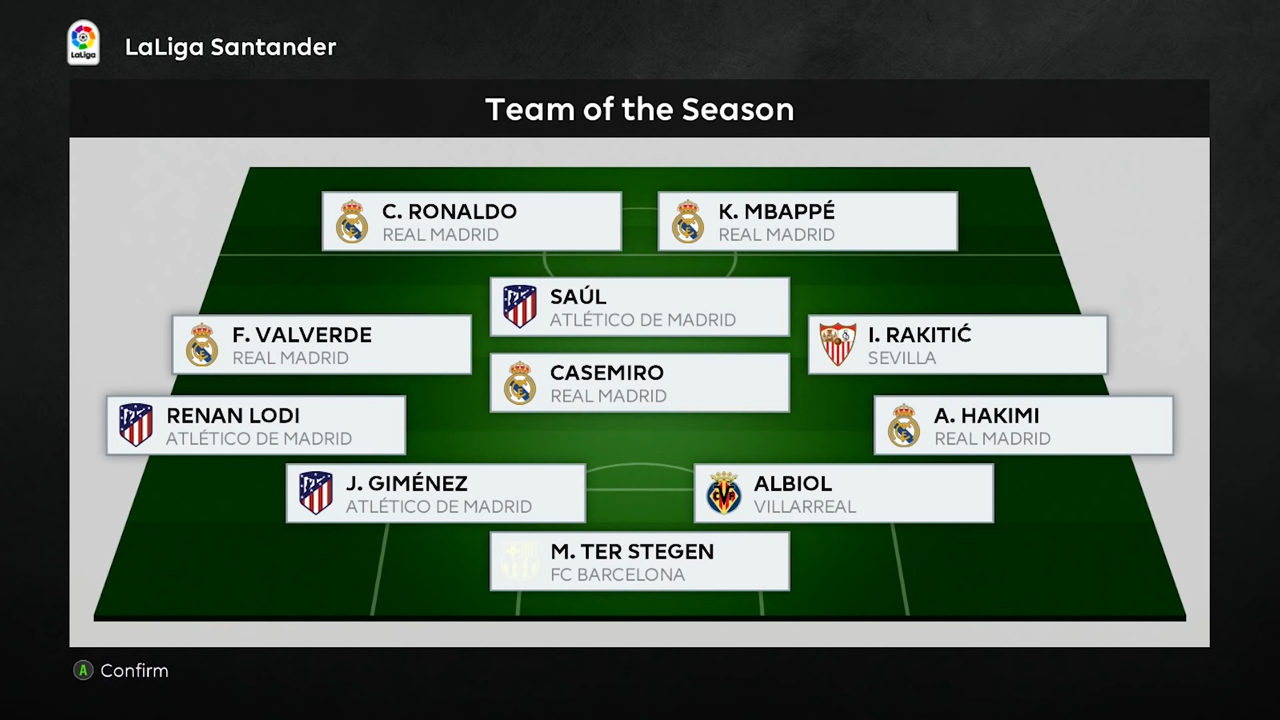 LaLiga
LaLiga Santander
Team of the Season
C. RONALDO
REAL MADRID
K. MBAPPÉ
REAL MADRID
SAÚL
ATLÉTICO DE MADRID
F. VALVERDE
REAL MADRID
I. RAKITIĆ
SEVILLA
CASEMIRO
REAL MADRID
RENAN LODI
ATLÉTICO DE MADRID
A. HAKIMI
REAL MADRID
J. GIMÉNEZ
ATLÉTICO DE MADRID
ALBIOL
VILLARREAL
M. TER STEGEN
FC BARCELONA
A Confirm